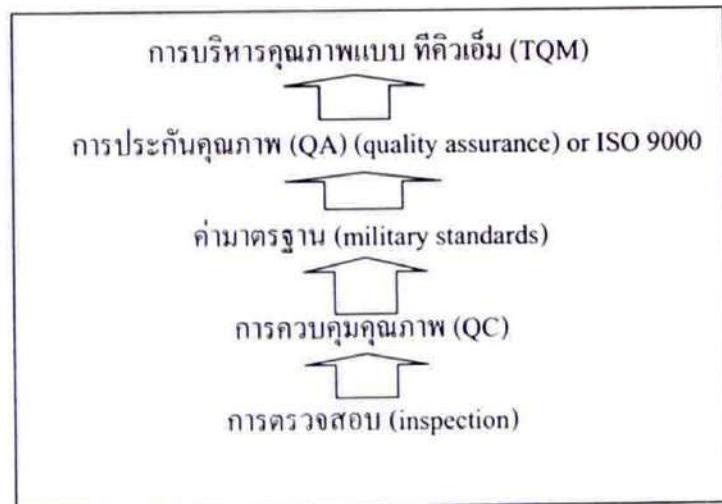 การบริหารคุณภาพแบบ ทีคิวเอ็ม (TQM)
การประกันคุณภาพ (QA) (quality assurance) or ISO 9000
ค่ามาตรฐาน (military standards)
การควบคุมคุณภาพ (QC)
การตรวจสอบ (inspection)